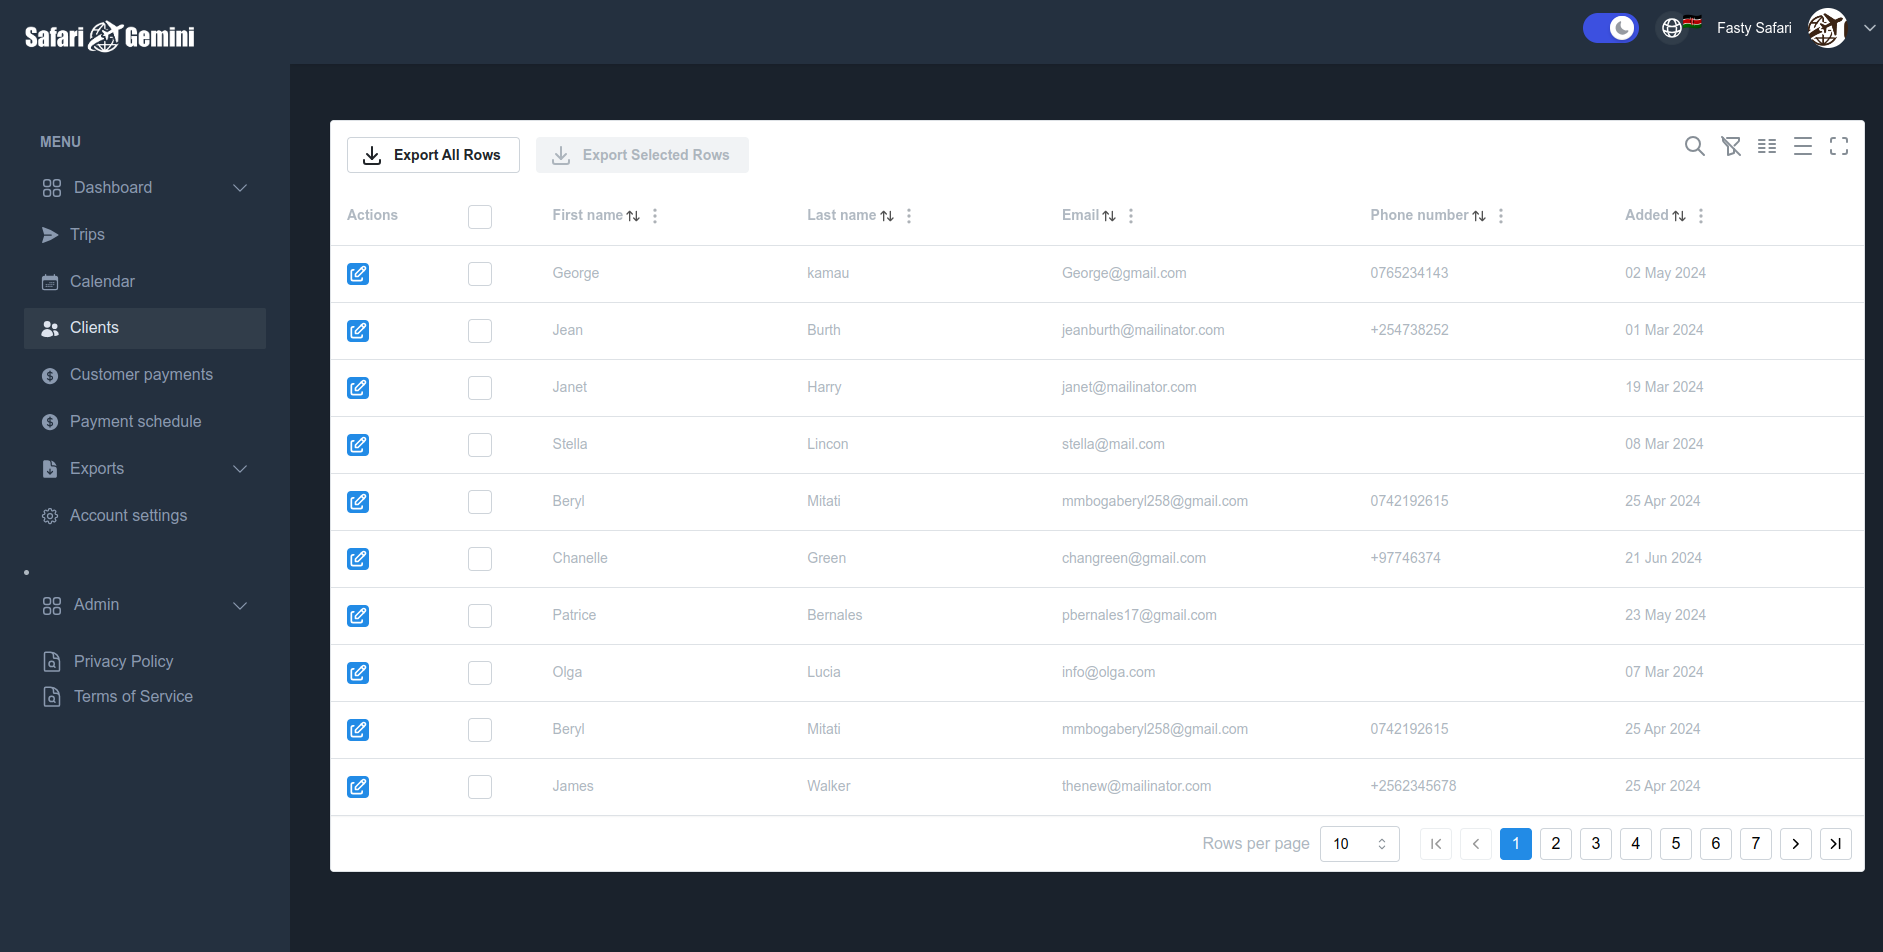 Safari Gemini
Fasty Safari
MENU
Dashboard
Trips
Calendar
Clients
Customer payments
Payment schedule
Exports
Account settings
Admin
Privacy Policy
Terms of Service
Export All Rows Export Selected Rows
Actions First name Last name Email Phone number Added
George kamau George@gmail.com 0765234143 02 May 2024
Jean Burth jeanburth@mailinator.com +254738252 01 Mar 2024
Janet Harry janet@mailinator.com 19 Mar 2024
Stella Lincon stella@mail.com 08 Mar 2024
Beryl Mitati mmbogaberyl258@gmail.com 0742192615 25 Apr 2024
Chanelle Green changreen@gmail.com +97746374 21 Jun 2024
Patrice Bernales pbernales17@gmail.com 23 May 2024
Olga Lucia info@olga.com 07 Mar 2024
Beryl Mitati mmbogaberyl258@gmail.com 0742192615 25 Apr 2024
James Walker thenew@mailinator.com +2562345678 25 Apr 2024
Rows per page 10 1 2 3 4 5 6 7